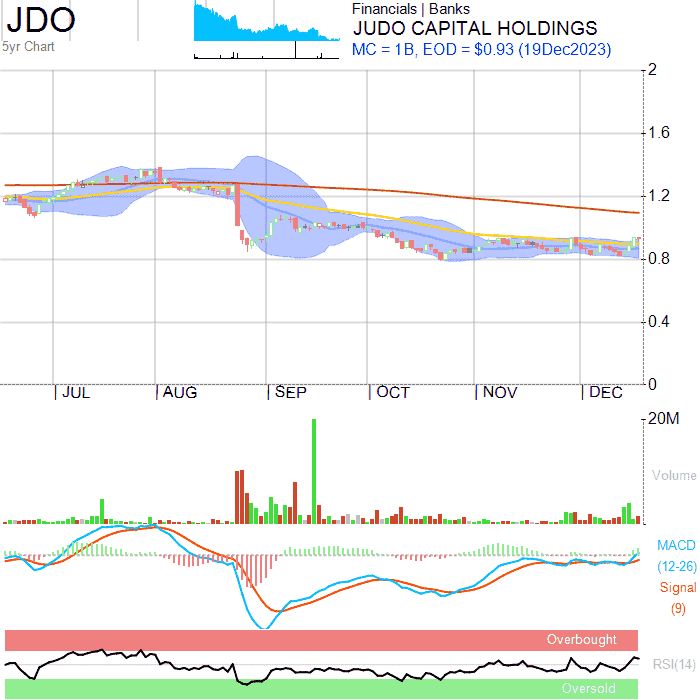 JDO
5yr Chart
Financials | Banks
JUDO CAPITAL HOLDINGS
MC = 1B, EOD = $0.93 (19Dec2023)
2
1.6
1.2
0.8
0.4
0
JUL AUG SEP OCT NOV DEC
20M
Volume
MACD
(12-26)
Signal
(9)
Overbought
RSI(14)
Oversold